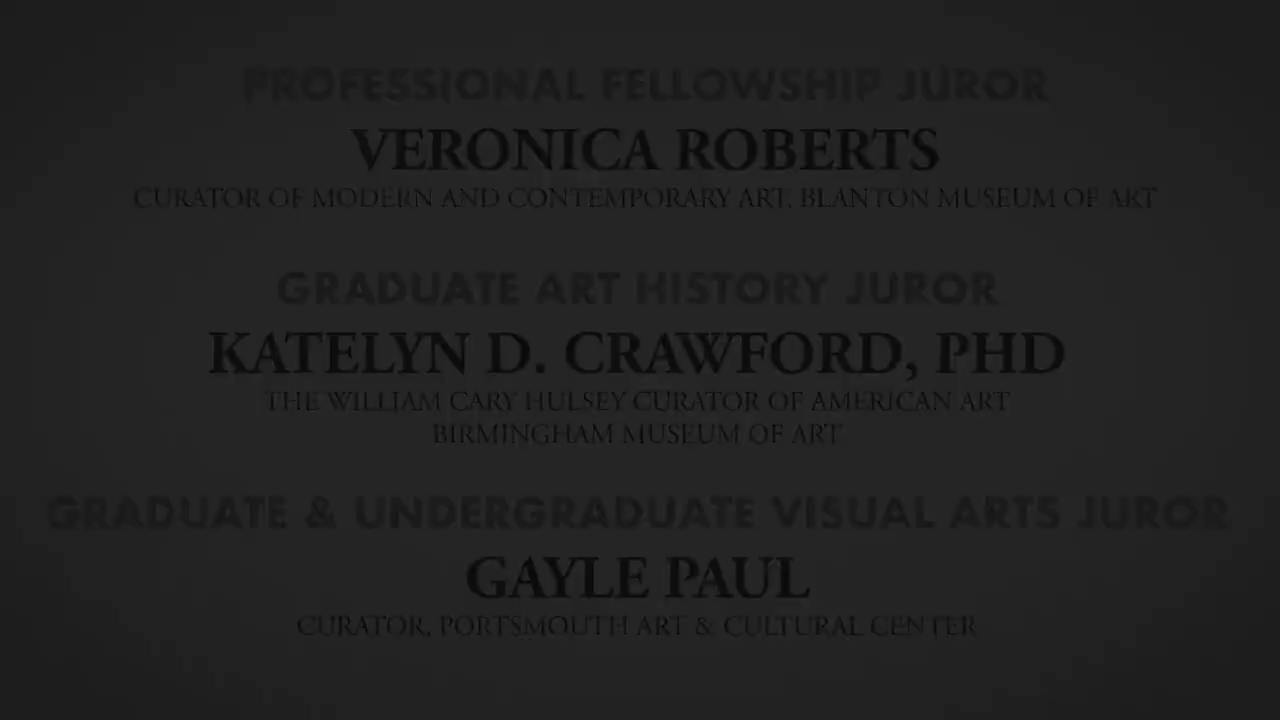 PROFESSIONAL FELLOWSHIP JUROR
VERONICA ROBERTS
CURATOR OF MODERN AND CONTEMPORARY ART, BLANTON MUSEUM OF ART
GRADUATE ART HISTORY JUROR
KATELYN D. CRAWFORD, PHD
THE WILLIAM CARY HULSEY CURATOR OF AMERICAN ART
BIRMINGHAM MUSEUM OF ART
GRADUATE & UNDERGRADUATE VISUAL ARTS JUROR
GAYLE PAUL
CURATOR, PORTSMOUTH ART & CULTURAL CENTER